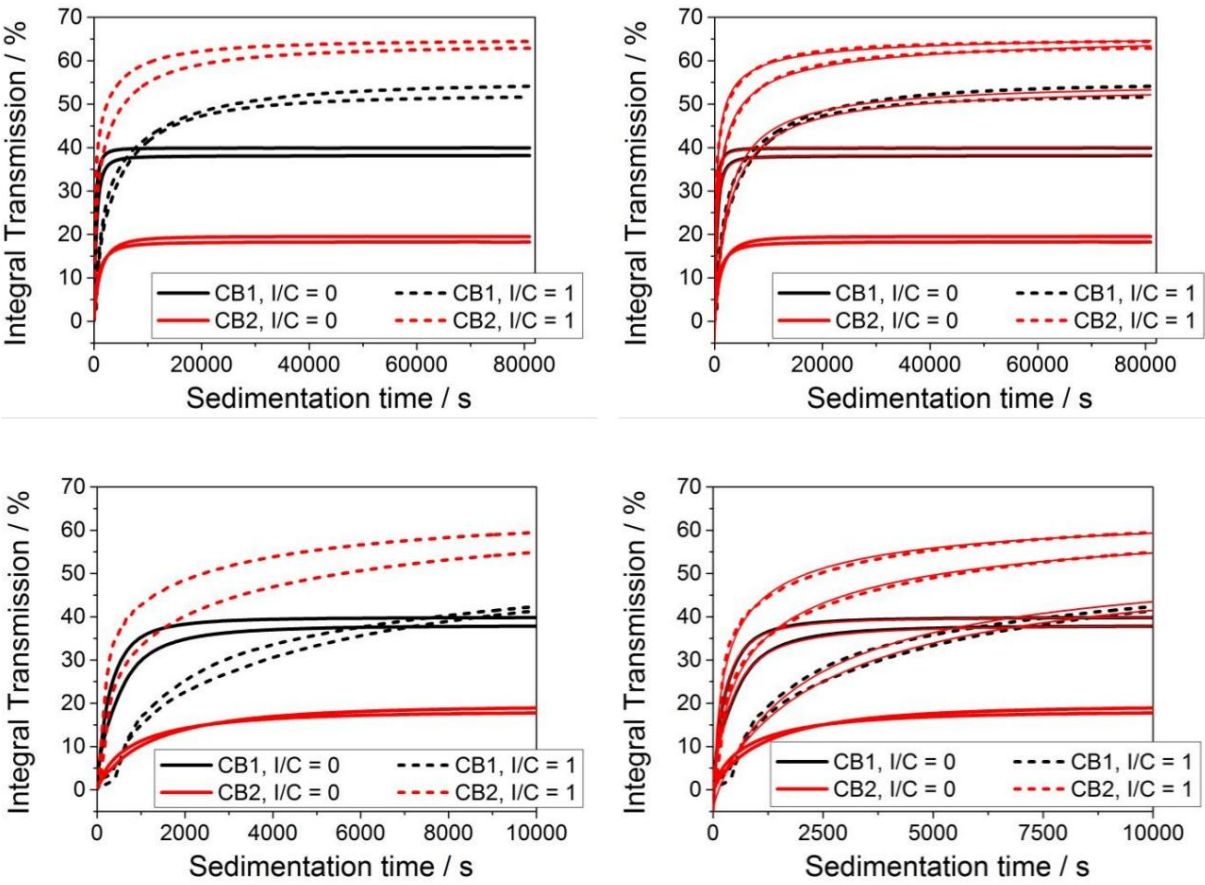 Integral Transmission / %
70
60
50
40
30
20
10
0
CB1, I/C = 0 CB1, I/C = 1
CB2, I/C = 0 CB2, I/C = 1
0 20000 40000 60000 80000
Sedimentation time / s
Integral Transmission / %
70
60
50
40
30
20
10
0
CB1, I/C = 0 CB1, I/C = 1
CB2, I/C = 0 CB2, I/C = 1
0 20000 40000 60000 80000
Sedimentation time / s
Integral Transmission / %
70
60
50
40
30
20
10
0
CB1, I/C = 0 CB1, I/C = 1
CB2, I/C = 0 CB2, I/C = 1
0 2000 4000 6000 8000 10000
Sedimentation time / s
Integral Transmission / %
70
60
50
40
30
20
10
0
CB1, I/C = 0 CB1, I/C = 1
CB2, I/C = 0 CB2, I/C = 1
0 2500 5000 7500 10000
Sedimentation time / s